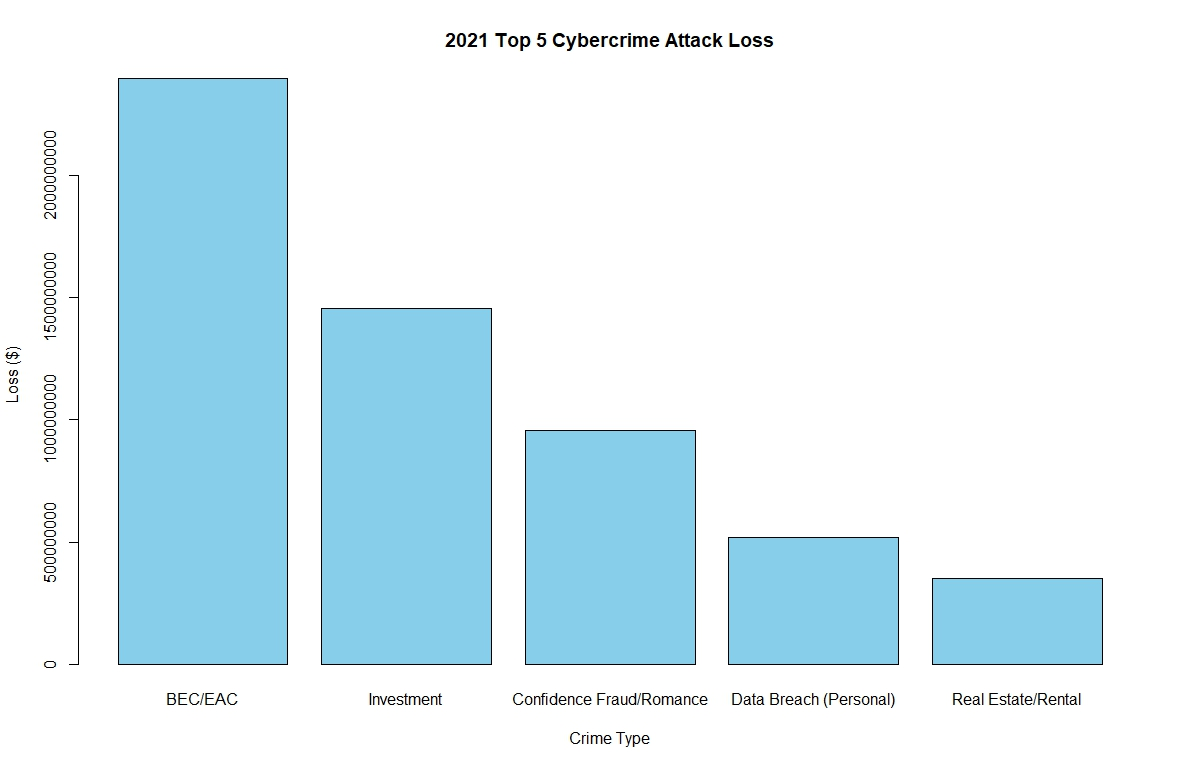 2021 Top 5 Cybercrime Attack Loss
Loss ($)
2000000000
1500000000
1000000000
500000000
0
BEC/EAC
Investment
Confidence Fraud/Romance
Data Breach (Personal)
Real Estate/Rental
Crime Type